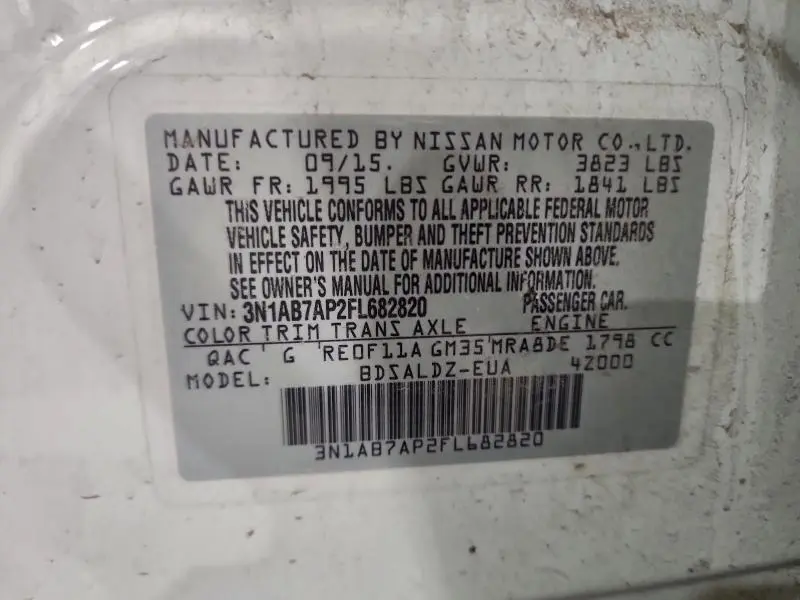 MANUFACTURED BY NISSAN MOTOR CO.,LTD.
DATE: 09/15. GVWR: 3823 LBS
GAWR FR: 1995 LBS GAWR RR: 1841 LBS
THIS VEHICLE CONFORMS TO ALL APPLICABLE FEDERAL MOTOR
VEHICLE SAFETY, BUMPER AND THEFT PREVENTION STANDARDS
IN EFFECT ON THE DATE OF MANUFACTURE SHOWN ABOVE.
SEE OWNER'S MANUAL FOR ADDITIONAL INFORMATION.
VIN: 3N1AB7AP2FL682820 PASSENGER CAR.
COLOR TRIM TRANS AXLE ENGINE
QAC G RE0F11A GM35 MRA8DE 1798 CC
MODEL: BDSALDZ-EUA 42000
3N1AB7AP2FL682820